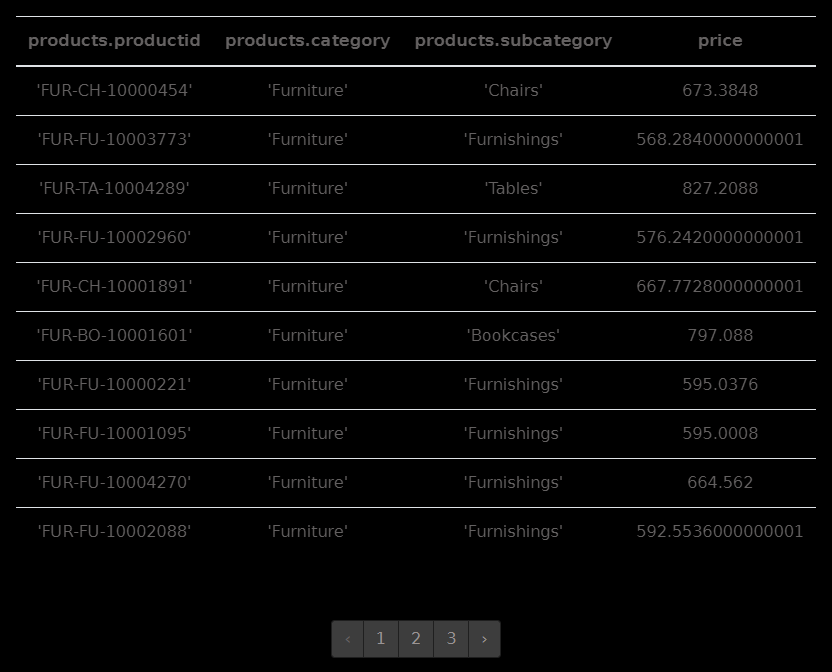 products.productid products.category products.subcategory price
'FUR-CH-10000454' 'Furniture' 'Chairs' 673.3848
'FUR-FU-10003773' 'Furniture' 'Furnishings' 568.2840000000001
'FUR-TA-10004289' 'Furniture' 'Tables' 827.2088
'FUR-FU-10002960' 'Furniture' 'Furnishings' 576.2420000000001
'FUR-CH-10001891' 'Furniture' 'Chairs' 667.7728000000001
'FUR-BO-10001601' 'Furniture' 'Bookcases' 797.088
'FUR-FU-10000221' 'Furniture' 'Furnishings' 595.0376
'FUR-FU-10001095' 'Furniture' 'Furnishings' 595.0008
'FUR-FU-10004270' 'Furniture' 'Furnishings' 664.562
'FUR-FU-10002088' 'Furniture' 'Furnishings' 592.5536000000001
‹ 1 2 3 ›